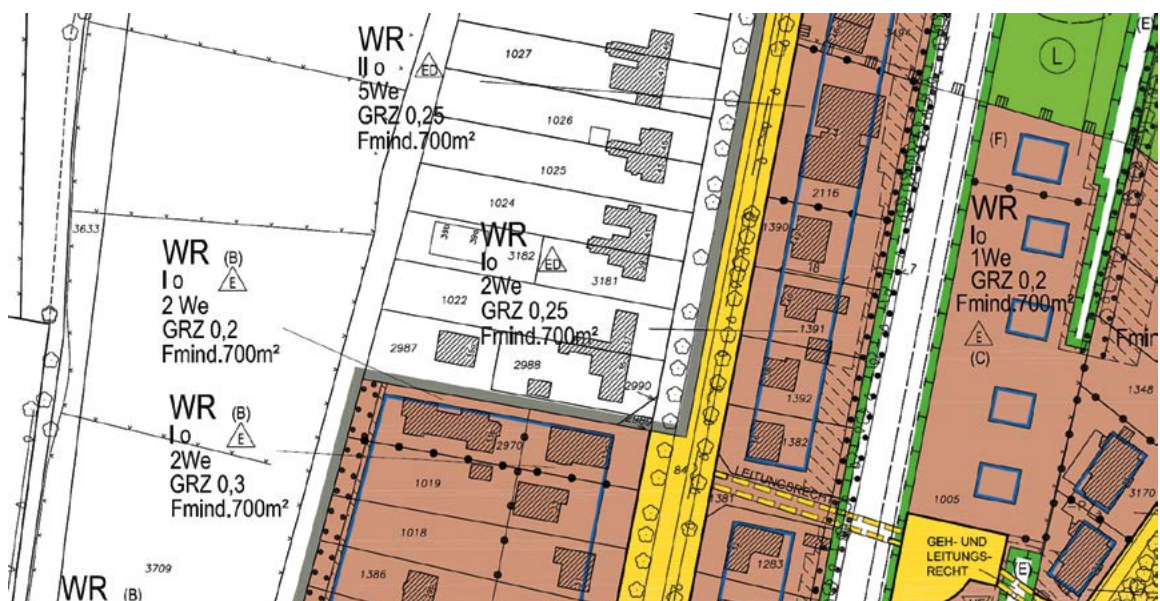 WR
II o
ED
5We
GRZ 0,25
Fmind.700m²
1027
1026
1025
1024
3182
3181
1022
2987
2988
2990
WR
I o
ED
2We
GRZ 0,25
Fmind.700m²
3633
WR (B)
I o
E
2 We
GRZ 0,2
Fmind.700m²
WR (B)
I o
E
2We
GRZ 0,3
Fmind.700m²
3709
WR (B)
2970
1019
1018
1386
84
2116
1390
18
1391
1392
1382
7
LEITUNGSRECHT
1381
1283
L
(E)
(F)
WR
I o
1We
GRZ 0,2
Fmind.700m²
E
(C)
1348
3170
1005
GEH- UND
LEITUNGS-
RECHT
(E)